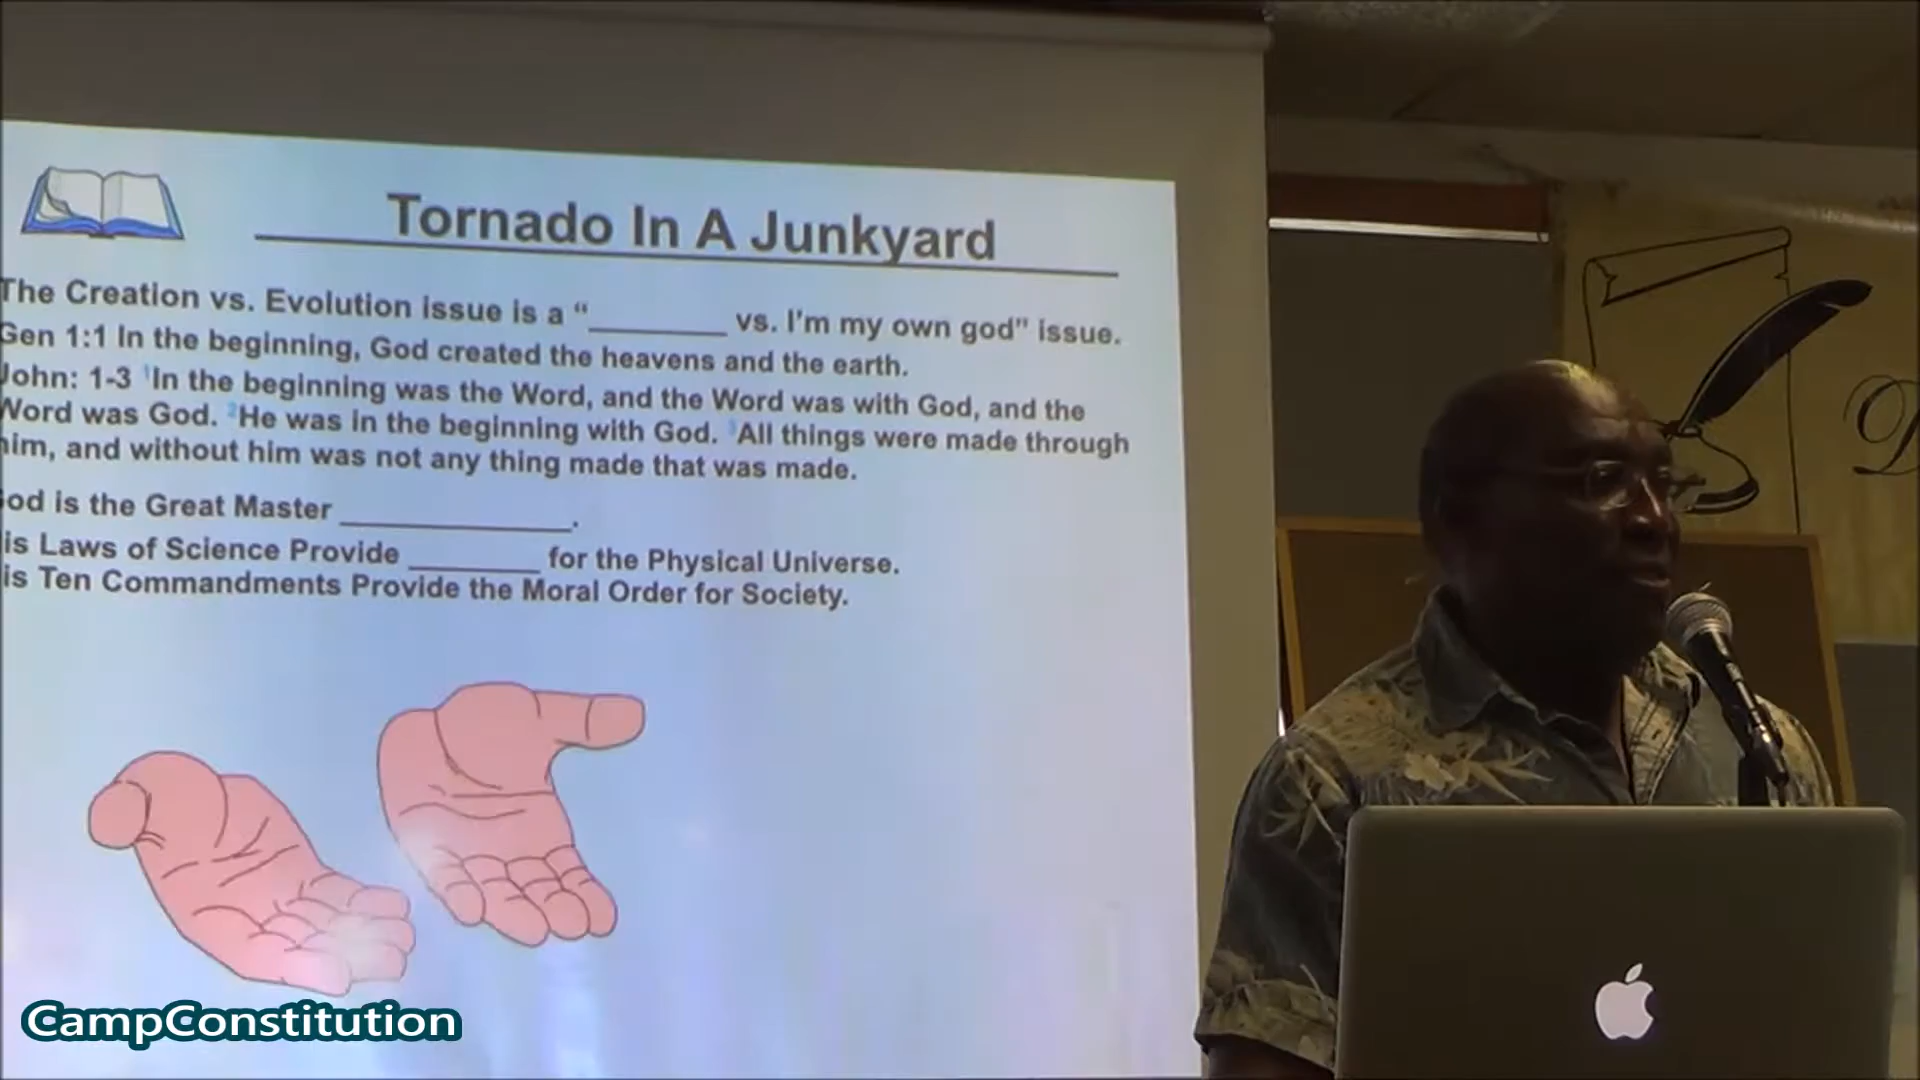 Tornado In A Junkyard
The Creation vs. Evolution issue is a “________ vs. I’m my own god” issue.
Gen 1:1 In the beginning, God created the heavens and the earth.
John: 1-3 ¹In the beginning was the Word, and the Word was with God, and the
Word was God. ²He was in the beginning with God. ³All things were made through
him, and without him was not any thing made that was made.
God is the Great Master ______________.
is Laws of Science Provide ________ for the Physical Universe.
is Ten Commandments Provide the Moral Order for Society.
D
CampConstitution